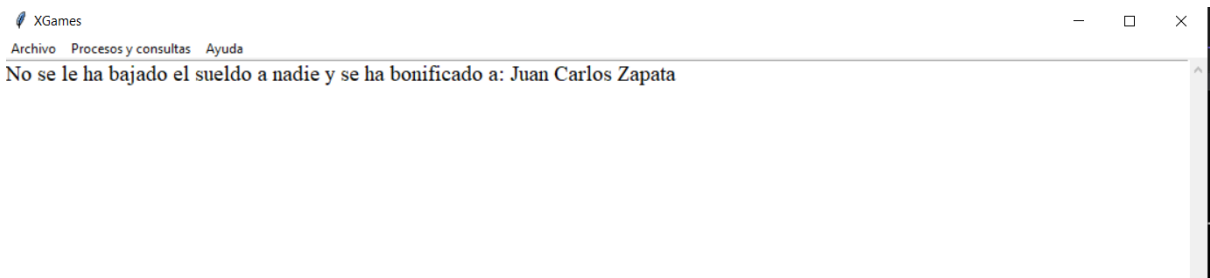 XGames
Archivo Procesos y consultas Ayuda
No se le ha bajado el sueldo a nadie y se ha bonificado a: Juan Carlos Zapata